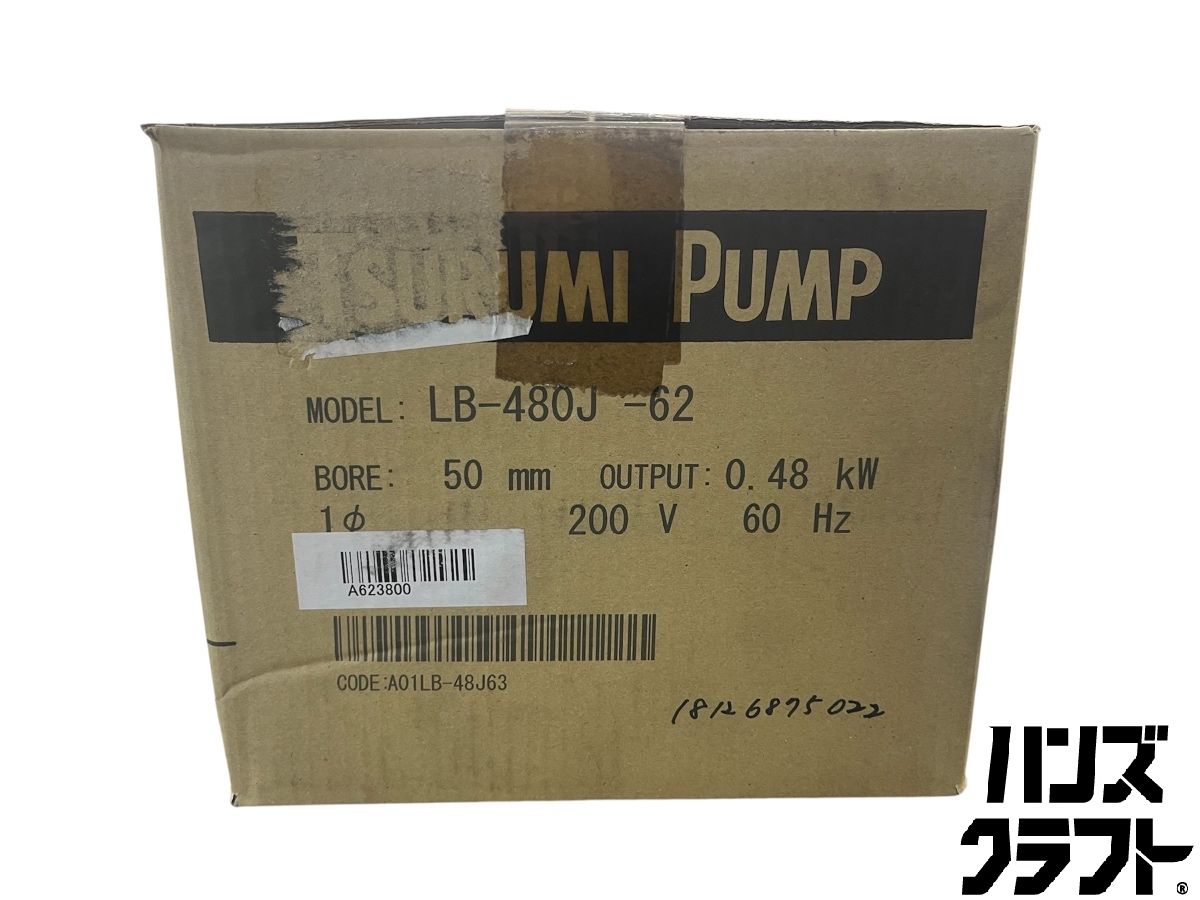 TSURUMI PUMP
MODEL: LB-480J -62
BORE: 50 mm OUTPUT: 0.48 kW
1φ 200 V 60 Hz
A623800
CODE:A01LB-48J63
18126875022
ハンズ
クラフト®